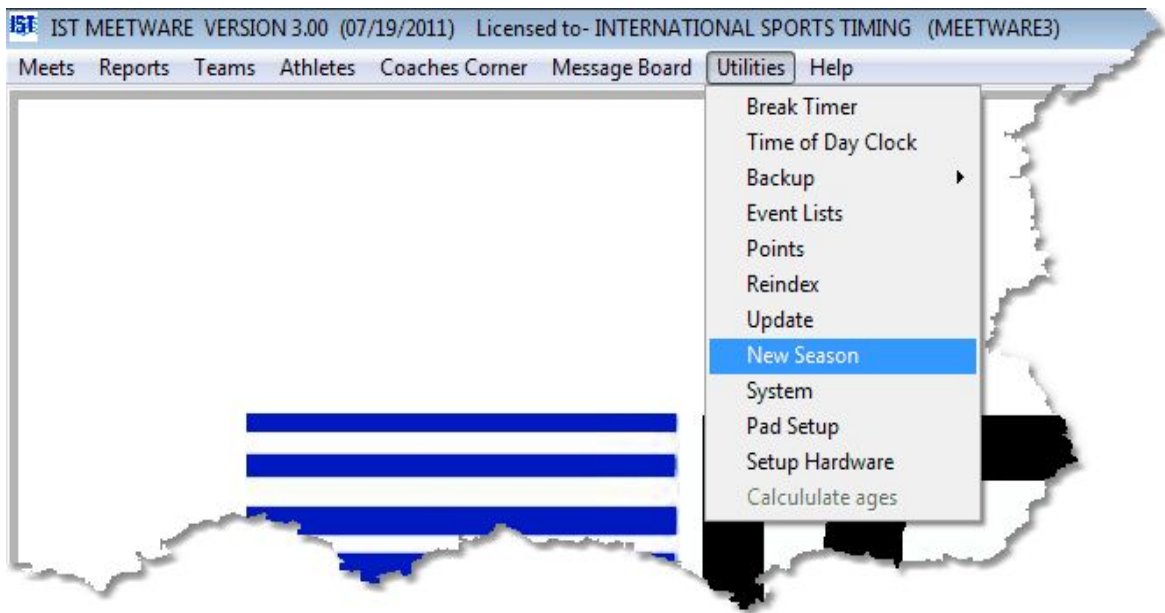 IST IST MEETWARE VERSION 3.00 (07/19/2011) Licensed to- INTERNATIONAL SPORTS TIMING (MEETWARE3)
Meets Reports Teams Athletes Coaches Corner Message Board Utilities Help
Break Timer
Time of Day Clock
Backup
Event Lists
Points
Reindex
Update
New Season
System
Pad Setup
Setup Hardware
Calcululate ages